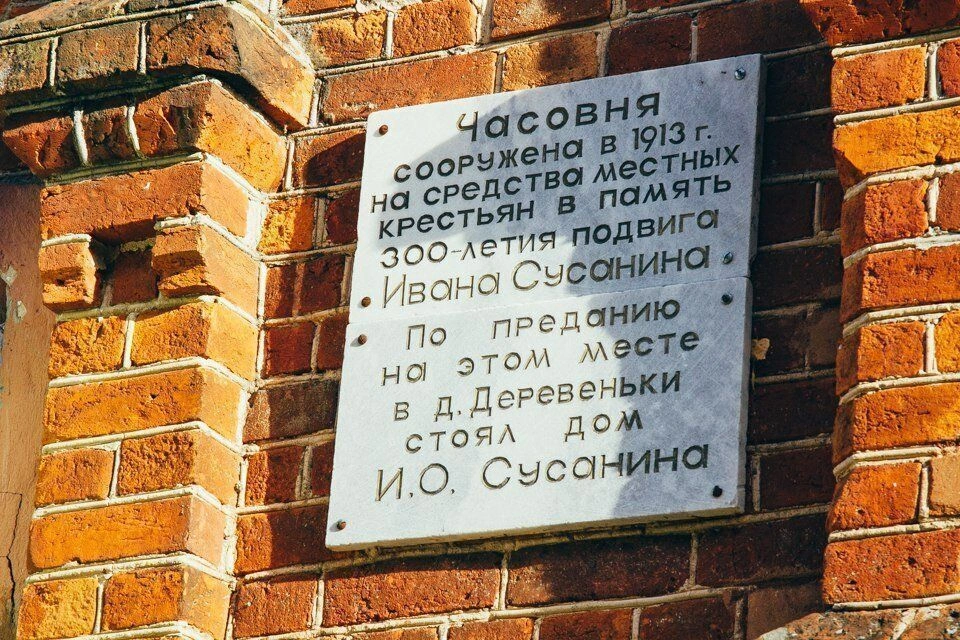 Часовня
сооружена в 1913 г.
на средства местных
крестьян в память
300-летия подвига
Ивана Сусанина
По преданию
на этом месте
в д. Деревеньки
стоял дом
И.О. Сусанина